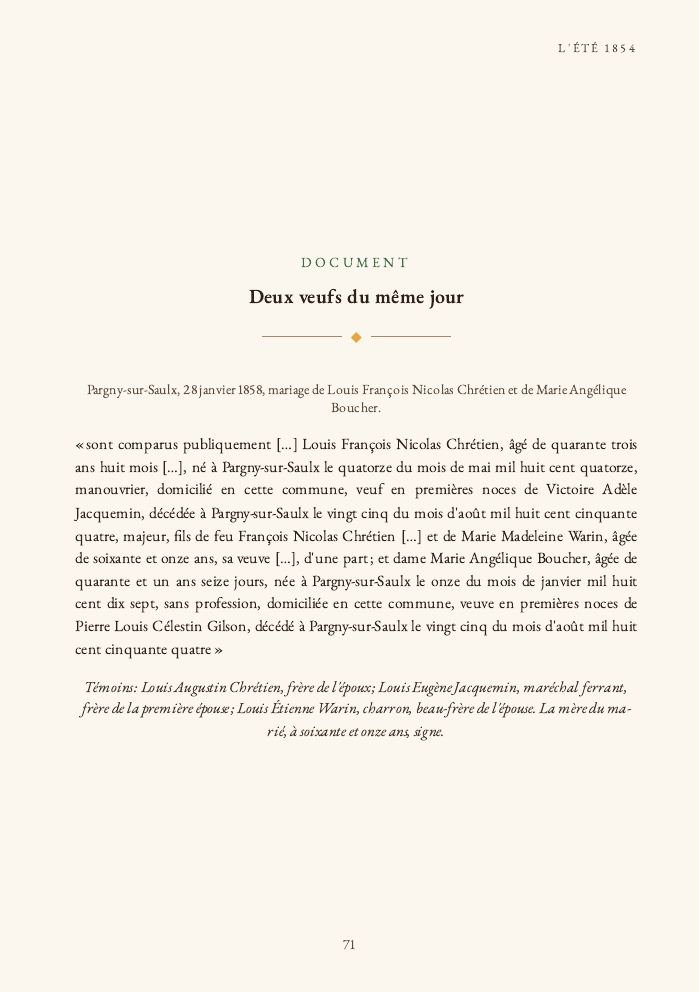 L'ÉTÉ 1854
DOCUMENT
Deux veufs du même jour
Pargny-sur-Saulx, 28 janvier 1858, mariage de Louis François Nicolas Chrétien et de Marie Angélique
Boucher.
« sont comparus publiquement [...] Louis François Nicolas Chrétien, âgé de quarante trois
ans huit mois [...], né à Pargny-sur-Saulx le quatorze du mois de mai mil huit cent quatorze,
manouvrier, domicilié en cette commune, veuf en premières noces de Victoire Adèle
Jacquemin, décédée à Pargny-sur-Saulx le vingt cinq du mois d'août mil huit cent cinquante
quatre, majeur, fils de feu François Nicolas Chrétien [...] et de Marie Madeleine Warin, âgée
de soixante et onze ans, sa veuve [...], d'une part ; et dame Marie Angélique Boucher, âgée de
quarante et un ans seize jours, née à Pargny-sur-Saulx le onze du mois de janvier mil huit
cent dix sept, sans profession, domiciliée en cette commune, veuve en premières noces de
Pierre Louis Célestin Gilson, décédé à Pargny-sur-Saulx le vingt cinq du mois d'août mil huit
cent cinquante quatre »
Témoins : Louis Augustin Chrétien, frère de l'époux ; Louis Eugène Jacquemin, maréchal ferrant,
frère de la première épouse ; Louis Étienne Warin, charron, beau-frère de l'épouse. La mère du ma-
rié, à soixante et onze ans, signe.
71